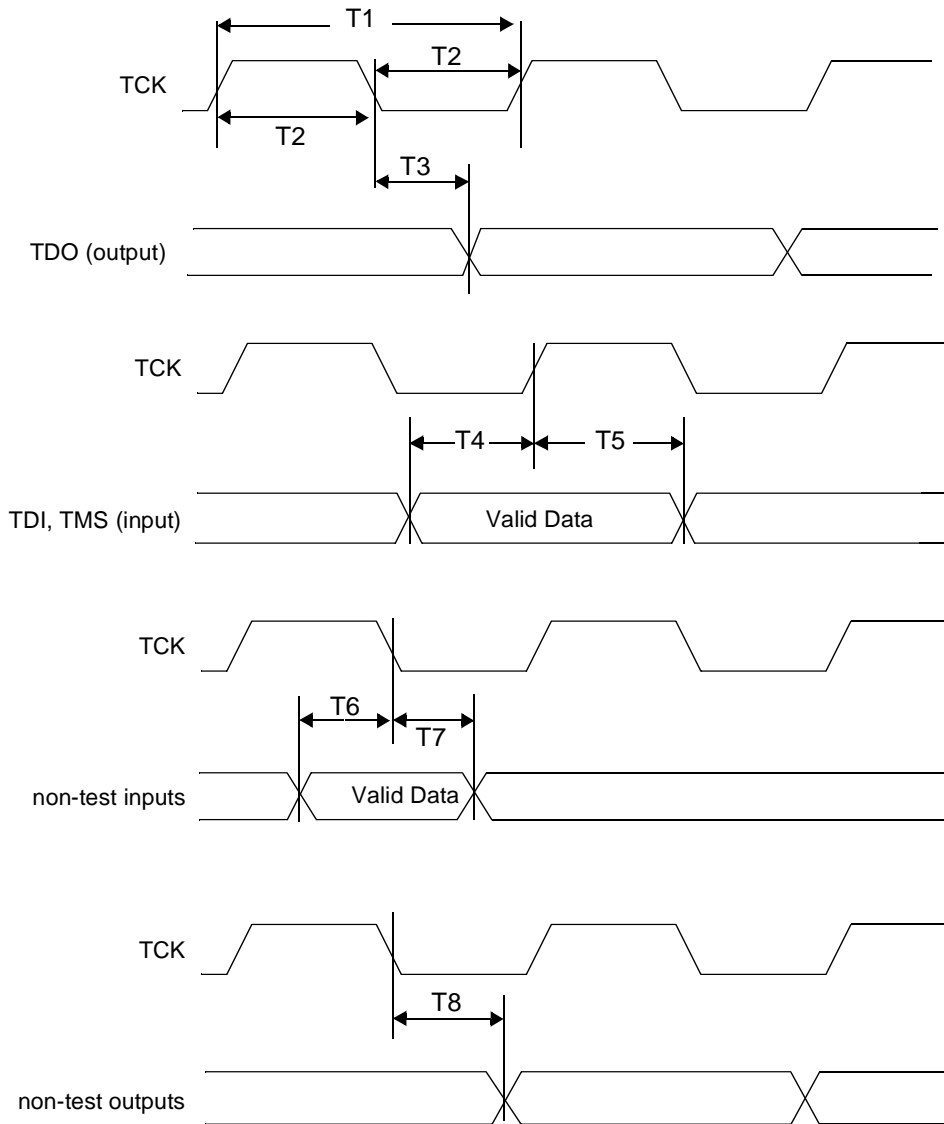 T1
T2
TCK
T2
T3
TDO (output)
TCK
T4
T5
TDI, TMS (input)
Valid Data
TCK
T6
T7
non-test inputs
Valid Data
TCK
T8
non-test outputs